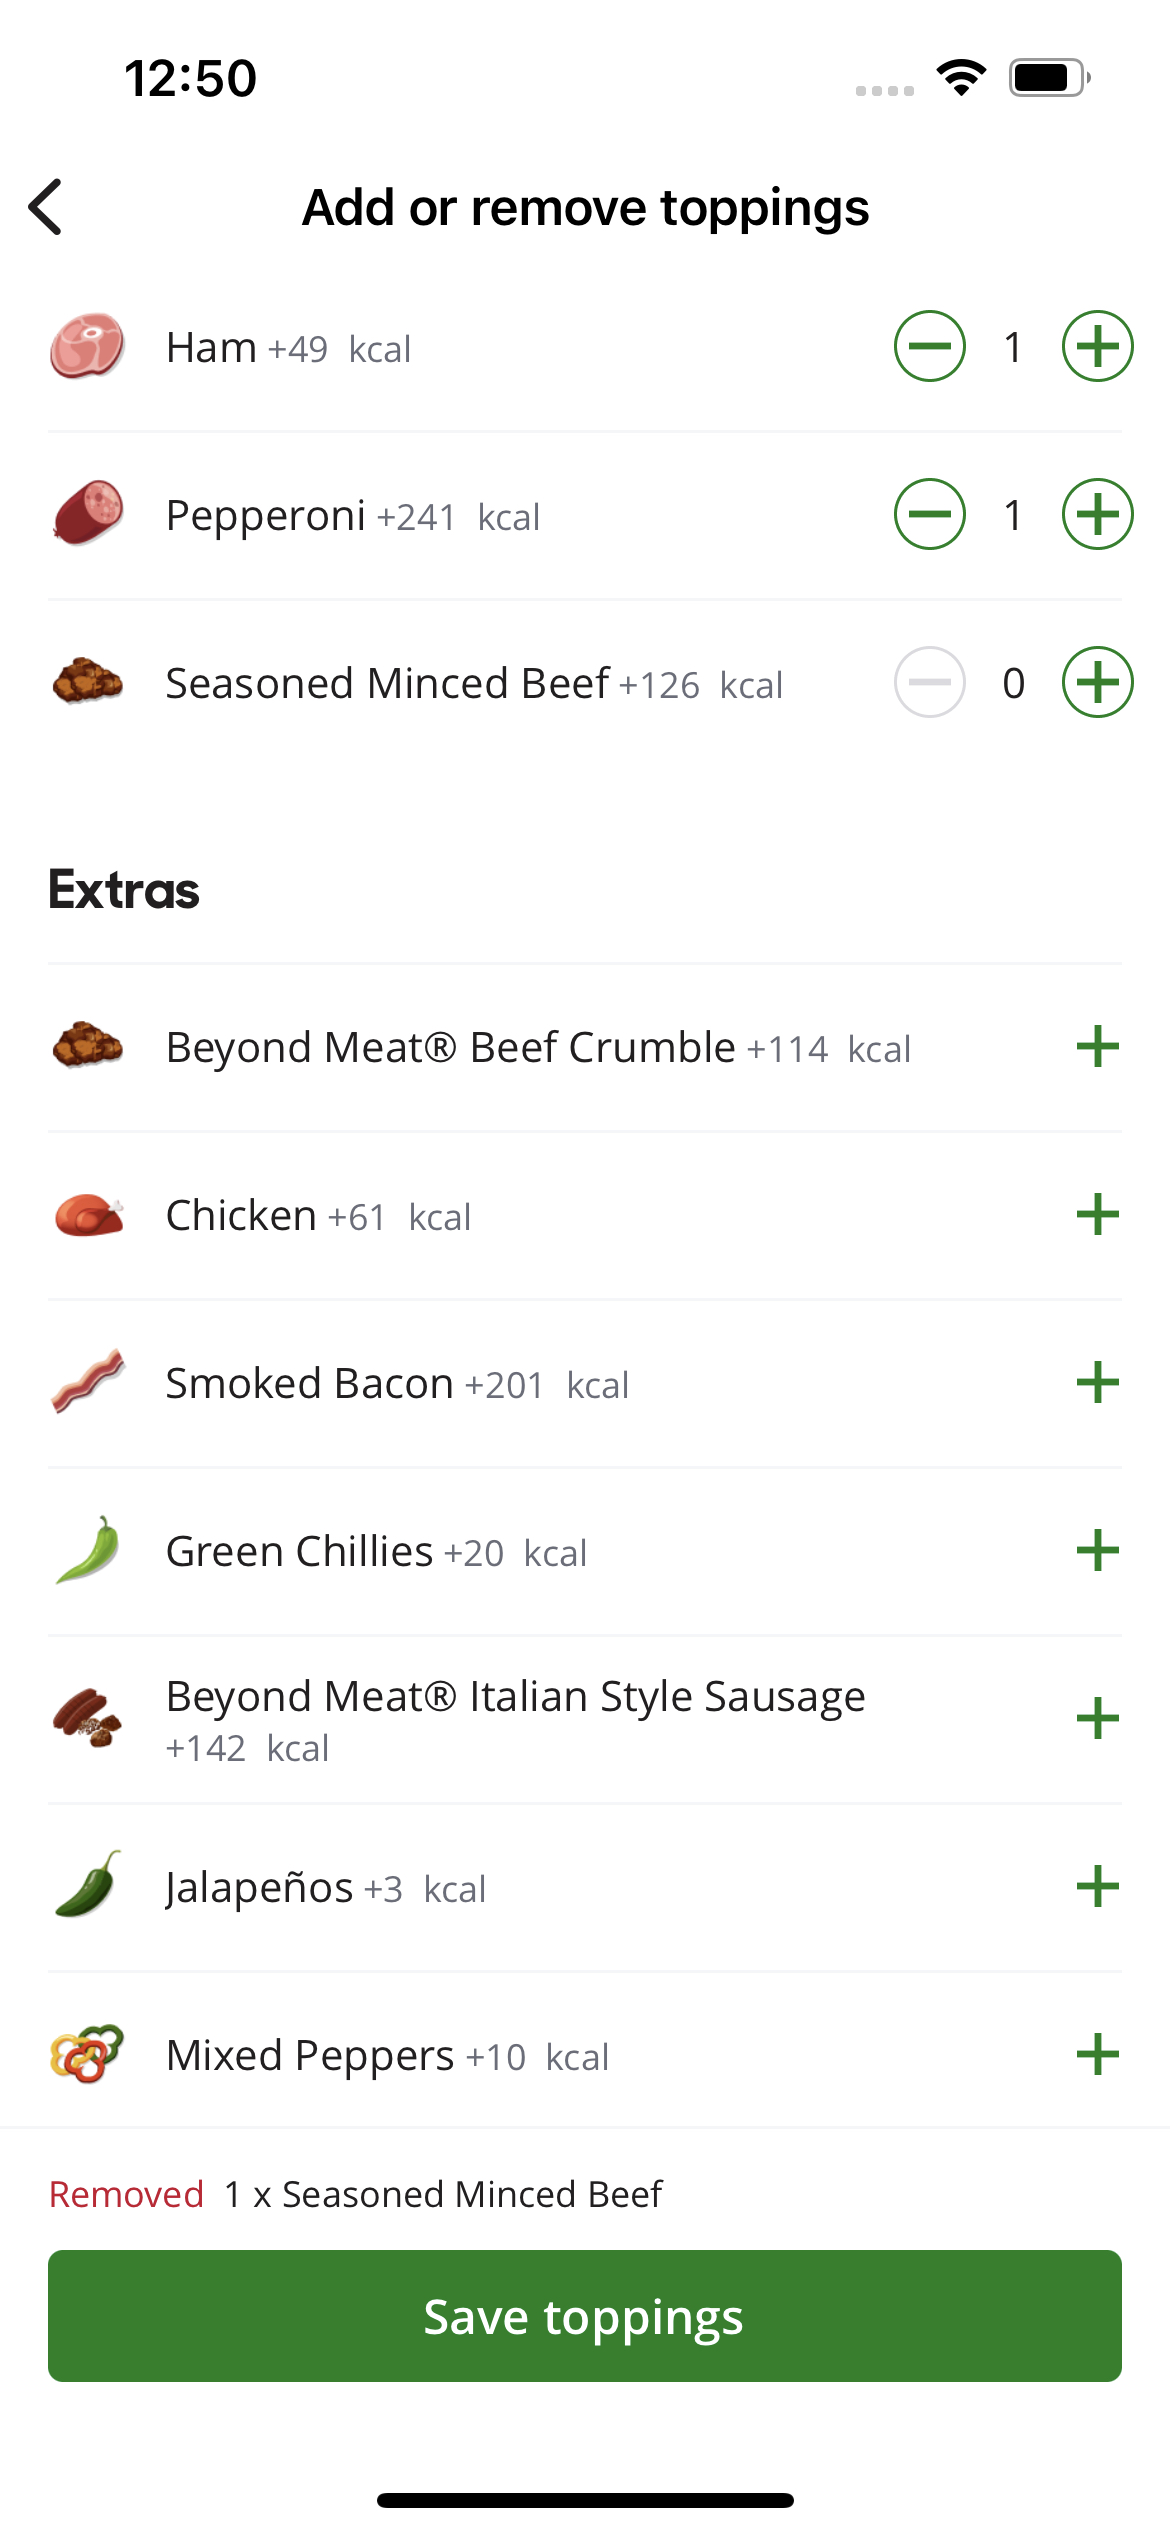 12:50
Add or remove toppings
Ham +49 kcal 1
Pepperoni +241 kcal 1
Seasoned Minced Beef +126 kcal 0
Extras
Beyond Meat® Beef Crumble +114 kcal
Chicken +61 kcal
Smoked Bacon +201 kcal
Green Chillies +20 kcal
Beyond Meat® Italian Style Sausage
+142 kcal
Jalapeños +3 kcal
Mixed Peppers +10 kcal
Removed 1 x Seasoned Minced Beef
Save toppings